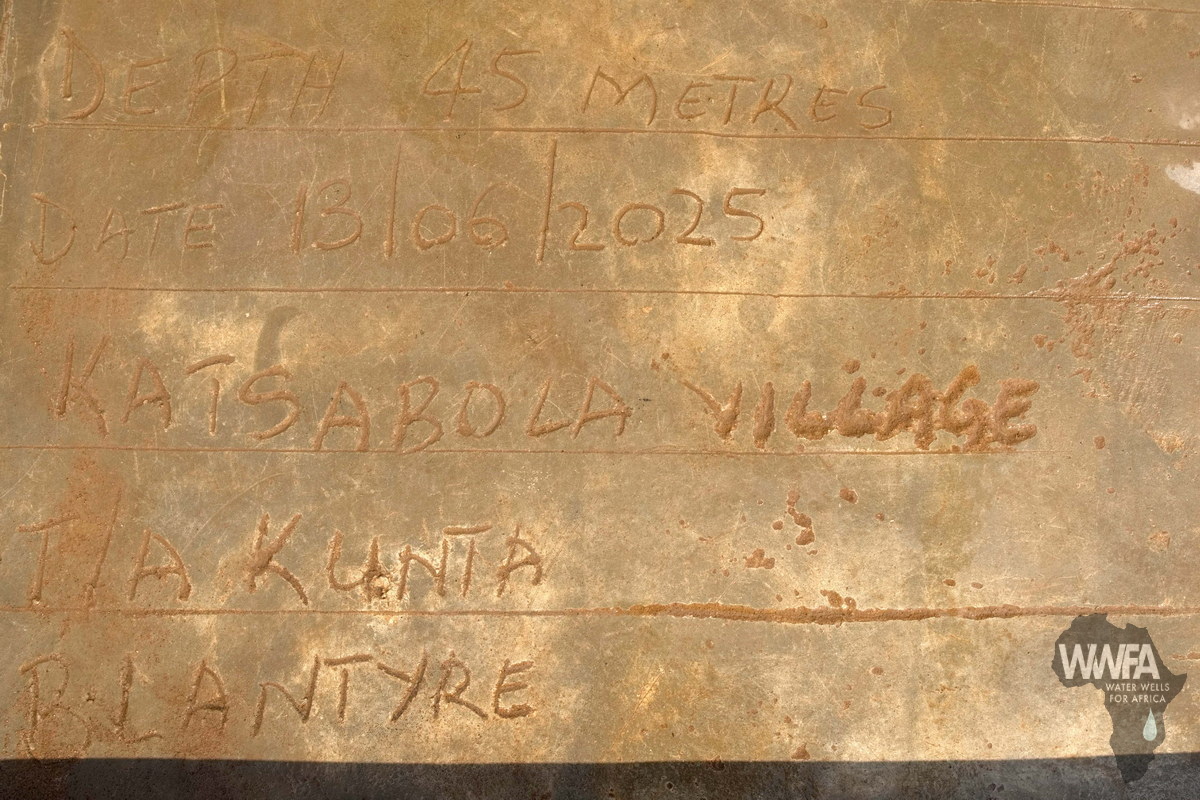 DEPTH 45 METRES
DATE 13/06/2025
KATSABOLA VILLAGE
T/A KUNTA
BLANTYRE
WWFA
WATER WELLS
FOR AFRICA